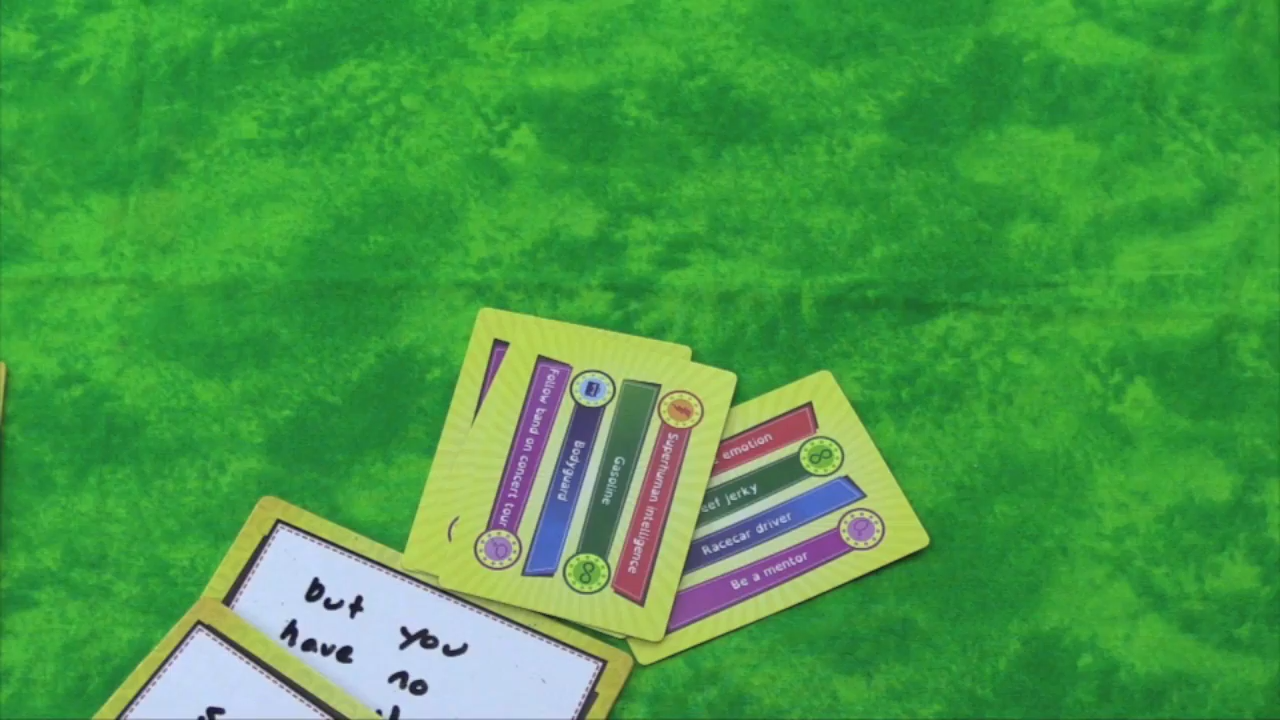 Follow band on concert tour
Bodyguard
Gasoline
Superhuman intelligence
emotion
jerky
Racecar driver
Be a mentor
but you
have no